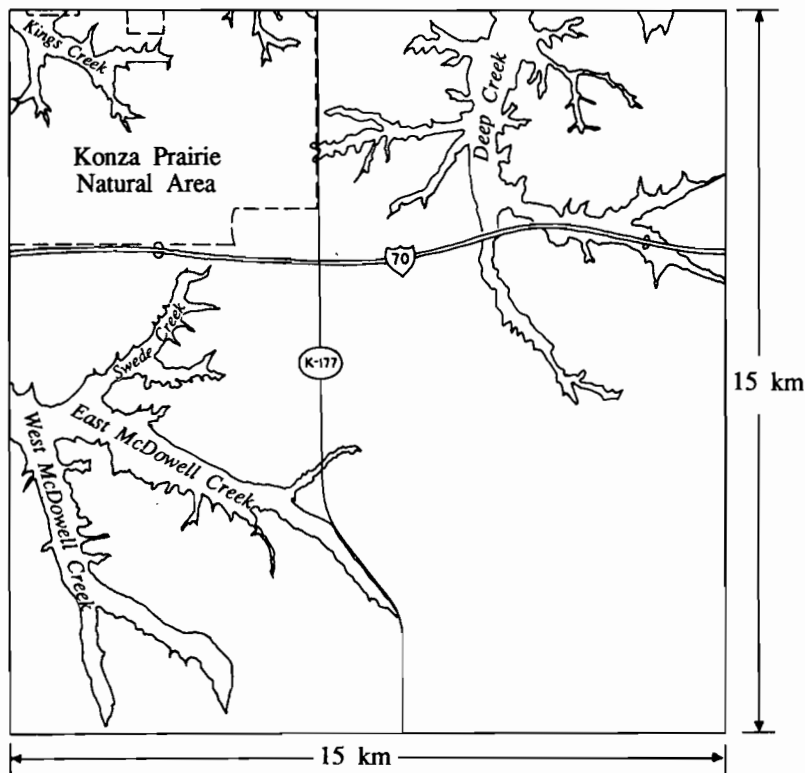 Kings Creek
Deep Creek
Konza Prairie
Natural Area
70
Swede Creek
K-177
15 km
East McDowell Creek
West McDowell Creek
15 km